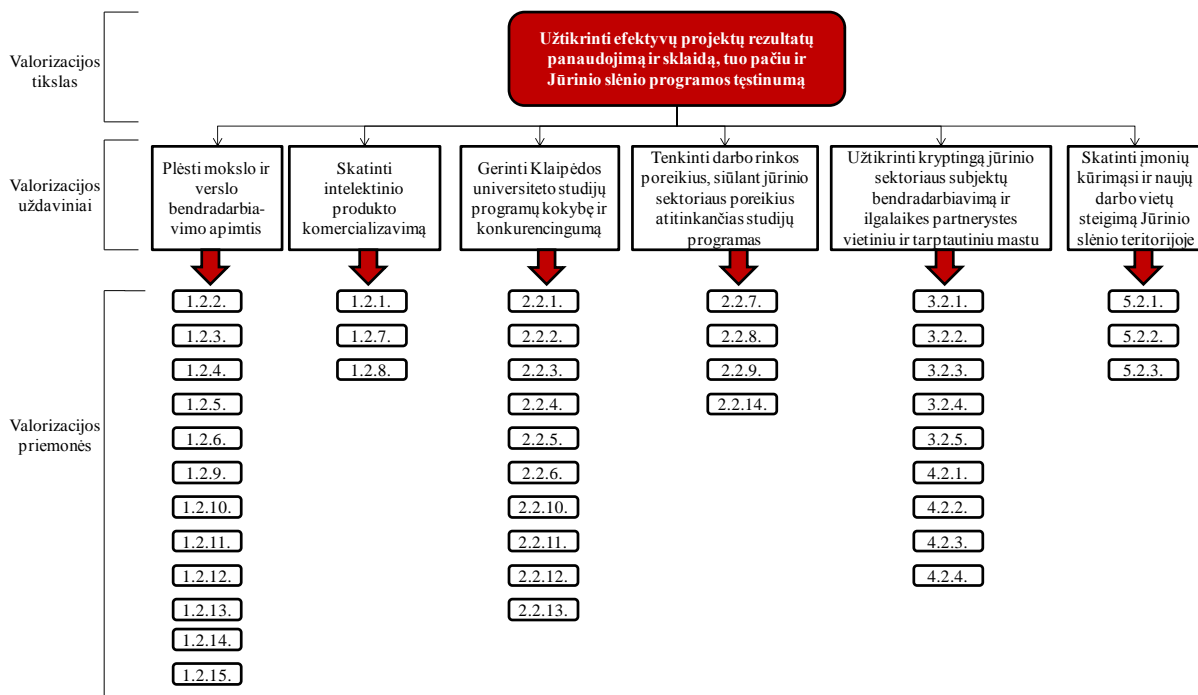 Valorizacijos
tikslas
Užtikrinti efektyvų projektų rezultatų
panaudojimą ir sklaidą, tuo pačiu ir
Jūrinio slėnio programos tęstinumą
Valorizacijos
uždaviniai
Plėsti mokslo ir
verslo
bendradarbia-
vimo apimtis
Skatinti
intelektinio
produkto
komercializavimą
Gerinti Klaipėdos
universiteto studijų
programų kokybę ir
konkurencingumą
Tenkinti darbo rinkos
poreikius, siūlant jūrinio
sektoriaus poreikius
atitinkančias studijų
programas
Užtikrinti kryptingą jūrinio
sektoriaus subjektų
bendradarbiavimą ir
ilgalaikes partnerystes
vietiniu ir tarptautiniu mastu
Skatinti įmonių
kūrimąsi ir naujų
darbo vietų
steigimą Jūrinio
slėnio teritorijoje
Valorizacijos
priemonės
1.2.2.
1.2.3.
1.2.4.
1.2.5.
1.2.6.
1.2.9.
1.2.10.
1.2.11.
1.2.12.
1.2.13.
1.2.14.
1.2.15.
1.2.1.
1.2.7.
1.2.8.
2.2.1.
2.2.2.
2.2.3.
2.2.4.
2.2.5.
2.2.6.
2.2.10.
2.2.11.
2.2.12.
2.2.13.
2.2.7.
2.2.8.
2.2.9.
2.2.14.
3.2.1.
3.2.2.
3.2.3.
3.2.4.
3.2.5.
4.2.1.
4.2.2.
4.2.3.
4.2.4.
5.2.1.
5.2.2.
5.2.3.